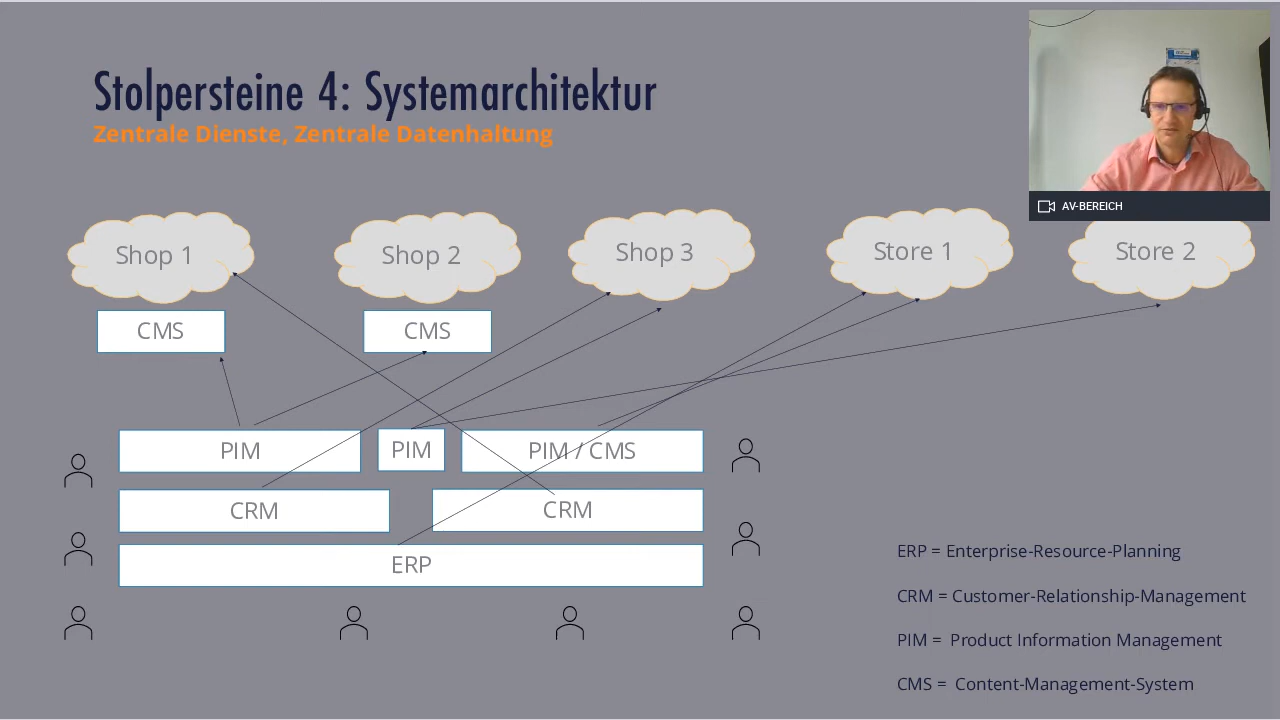 Stolpersteine 4: Systemarchitektur
Zentrale Dienste, Zentrale Datenhaltung
AV-BEREICH
Shop 1
Shop 2
Shop 3
Store 1
Store 2
CMS
CMS
PIM
PIM
PIM / CMS
CRM
CRM
ERP
ERP = Enterprise-Resource-Planning
CRM = Customer-Relationship-Management
PIM = Product Information Management
CMS = Content-Management-System